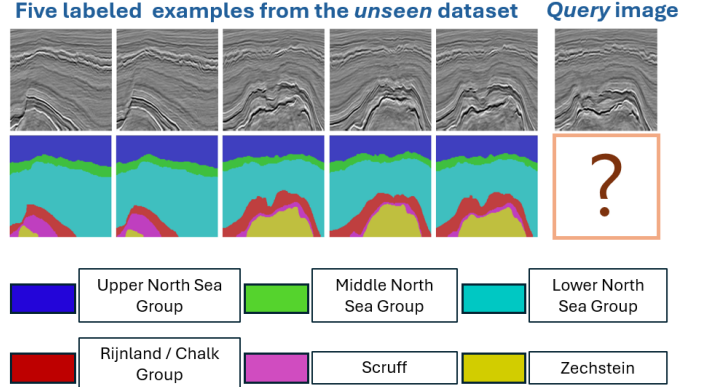 Five labeled examples from the unseen dataset
Query image
?
Upper North Sea
Group
Middle North
Sea Group
Lower North
Sea Group
Rijnland / Chalk
Group
Scruff
Zechstein